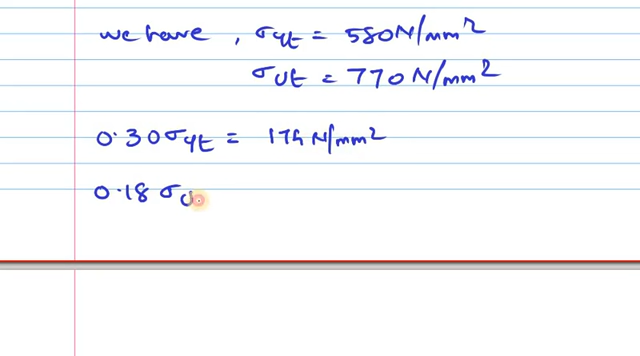 we have, σyt = 580 N/mm²
σut = 770 N/mm²
0.30 σyt = 174 N/mm²
0.18 σu